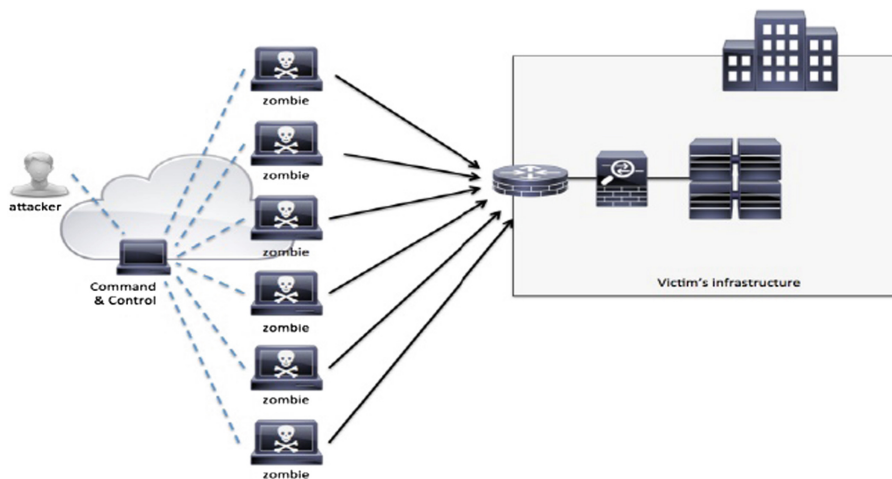 attacker
Command
& Control
zombie
zombie
zombie
zombie
zombie
zombie
Victim's infrastructure